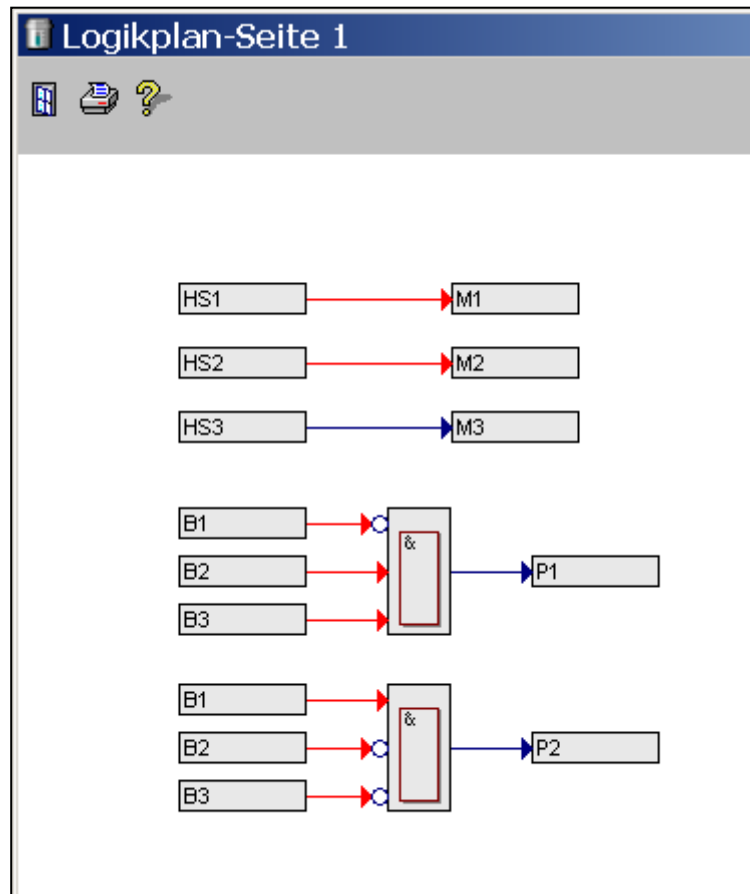 Logikplan-Seite 1
HS1 M1
HS2 M2
HS3 M3
B1
&
B2 P1
B3
B1
&
B2 P2
B3